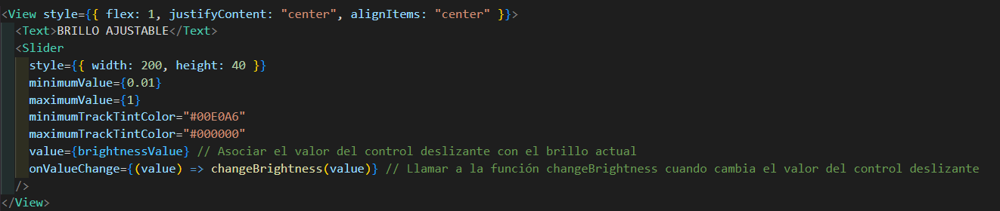 <View style={{ flex: 1, justifyContent: "center", alignItems: "center" }}>
<Text>BRILLO AJUSTABLE</Text>
<Slider
style={{ width: 200, height: 40 }}
minimumValue={0.01}
maximumValue={1}
minimumTrackTintColor="#00E0A6"
maximumTrackTintColor="#000000"
value={brightnessValue} // Asociar el valor del control deslizante con el brillo actual
onValueChange={(value) => changeBrightness(value)} // Llamar a la función changeBrightness cuando cambia el valor del control deslizante
/>
</View>